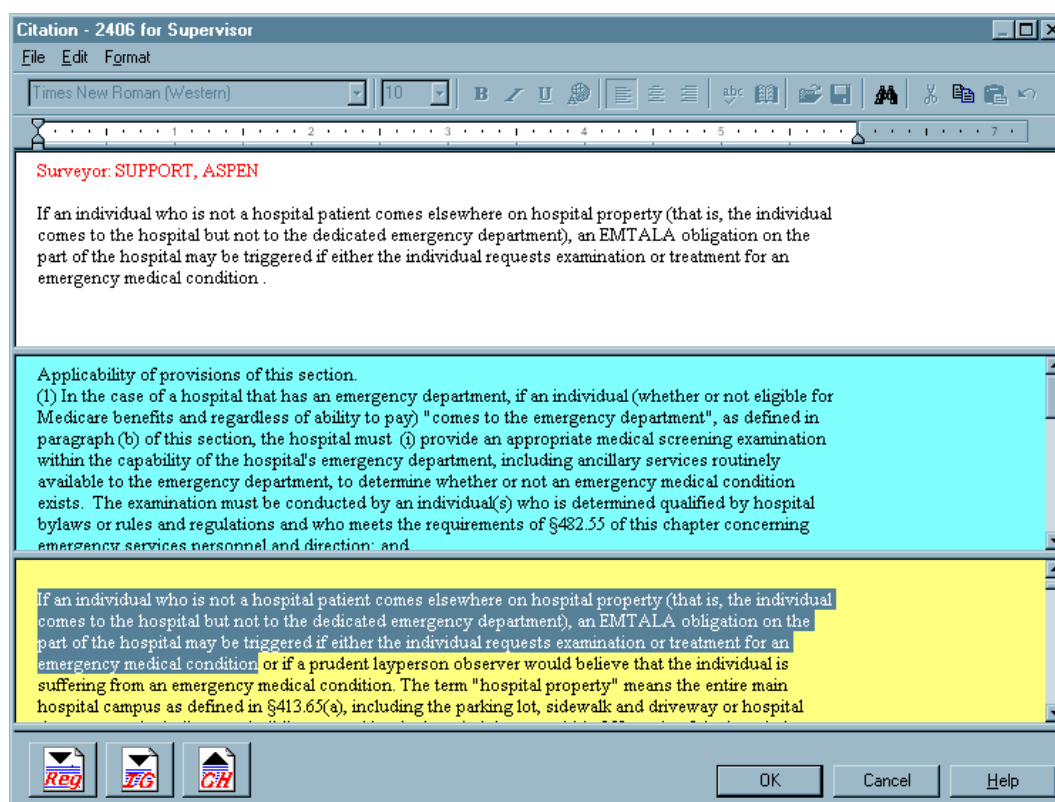 Citation - 2406 for Supervisor
File Edit Format
Times New Roman (Western) 10 B I U abc
1 2 3 4 5 7
Surveyor: SUPPORT, ASPEN
If an individual who is not a hospital patient comes elsewhere on hospital property (that is, the individual
comes to the hospital but not to the dedicated emergency department), an EMTALA obligation on the
part of the hospital may be triggered if either the individual requests examination or treatment for an
emergency medical condition .
Applicability of provisions of this section.
(1) In the case of a hospital that has an emergency department, if an individual (whether or not eligible for
Medicare benefits and regardless of ability to pay) "comes to the emergency department", as defined in
paragraph (b) of this section, the hospital must (i) provide an appropriate medical screening examination
within the capability of the hospital's emergency department, including ancillary services routinely
available to the emergency department, to determine whether or not an emergency medical condition
exists. The examination must be conducted by an individual(s) who is determined qualified by hospital
bylaws or rules and regulations and who meets the requirements of §482.55 of this chapter concerning
emergency services personnel and direction; and
If an individual who is not a hospital patient comes elsewhere on hospital property (that is, the individual
comes to the hospital but not to the dedicated emergency department), an EMTALA obligation on the
part of the hospital may be triggered if either the individual requests examination or treatment for an
emergency medical condition or if a prudent layperson observer would believe that the individual is
suffering from an emergency medical condition. The term "hospital property" means the entire main
hospital campus as defined in §413.65(a), including the parking lot, sidewalk and driveway or hospital
Reg IG CH OK Cancel Help